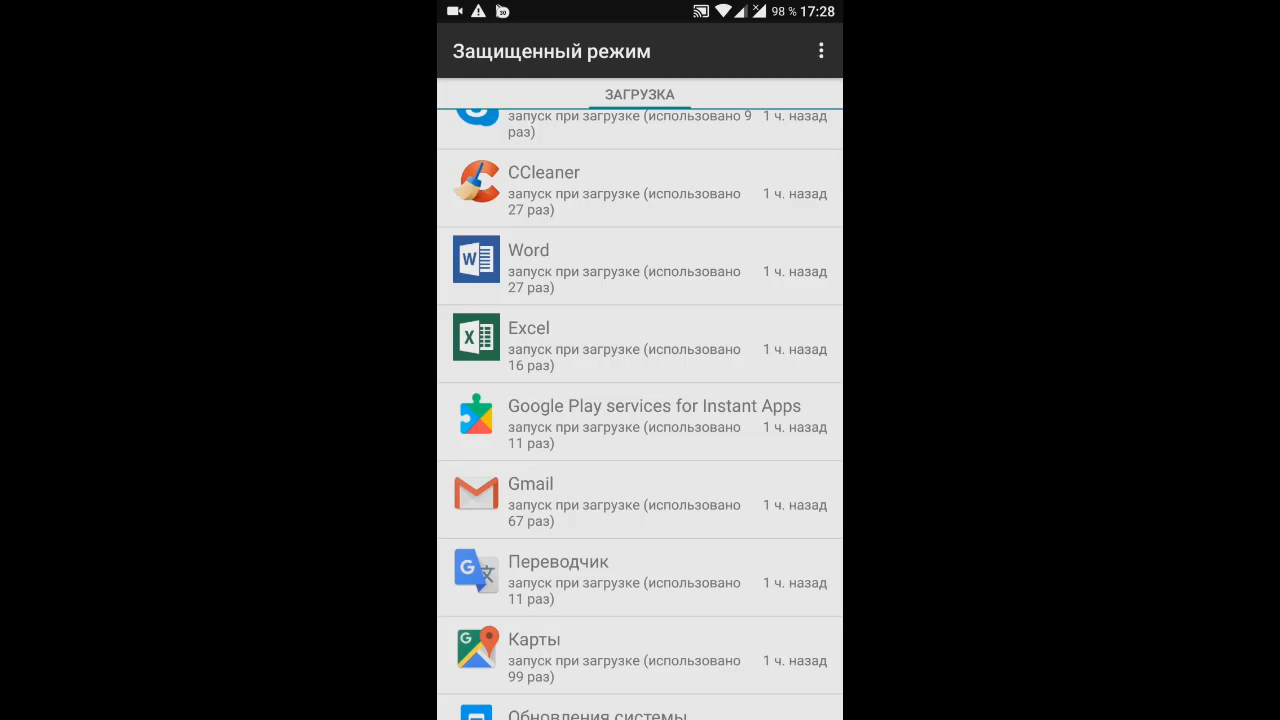 30
98 % 17:28
Защищенный режим
ЗАГРУЗКА
запуск при загрузке (использовано 9 1 ч. назад
раз)
CCleaner
запуск при загрузке (использовано 1 ч. назад
27 раз)
Word
запуск при загрузке (использовано 1 ч. назад
27 раз)
Excel
запуск при загрузке (использовано 1 ч. назад
16 раз)
Google Play services for Instant Apps
запуск при загрузке (использовано 1 ч. назад
11 раз)
Gmail
запуск при загрузке (использовано 1 ч. назад
67 раз)
Переводчик
запуск при загрузке (использовано 1 ч. назад
11 раз)
Карты
запуск при загрузке (использовано 1 ч. назад
99 раз)
Обновления системы